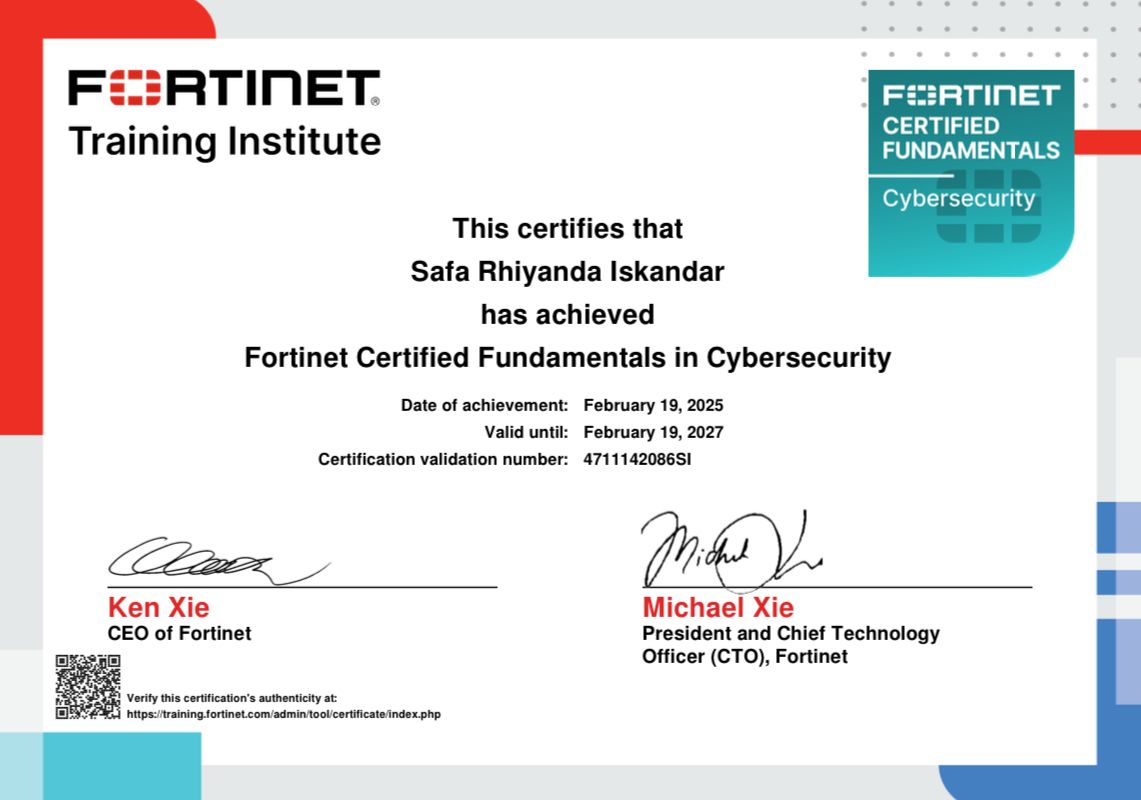 FORTINET®
Training Institute
FORTINET
CERTIFIED
FUNDAMENTALS
Cybersecurity
This certifies that
Safa Rhiyanda Iskandar
has achieved
Fortinet Certified Fundamentals in Cybersecurity
Date of achievement: February 19, 2025
Valid until: February 19, 2027
Certification validation number: 4711142086SI
Ken Xie
CEO of Fortinet
Michael Xie
President and Chief Technology
Officer (CTO), Fortinet
Verify this certification's authenticity at:
https://training.fortinet.com/admin/tool/certificate/index.php